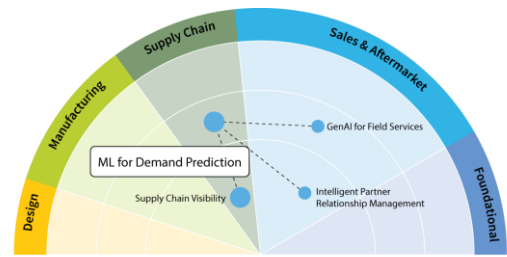 Supply Chain
Sales & Aftermarket
Manufacturing
GenAI for Field Services
ML for Demand Prediction
Design
Supply Chain Visibility
Intelligent Partner
Relationship Management
Foundational